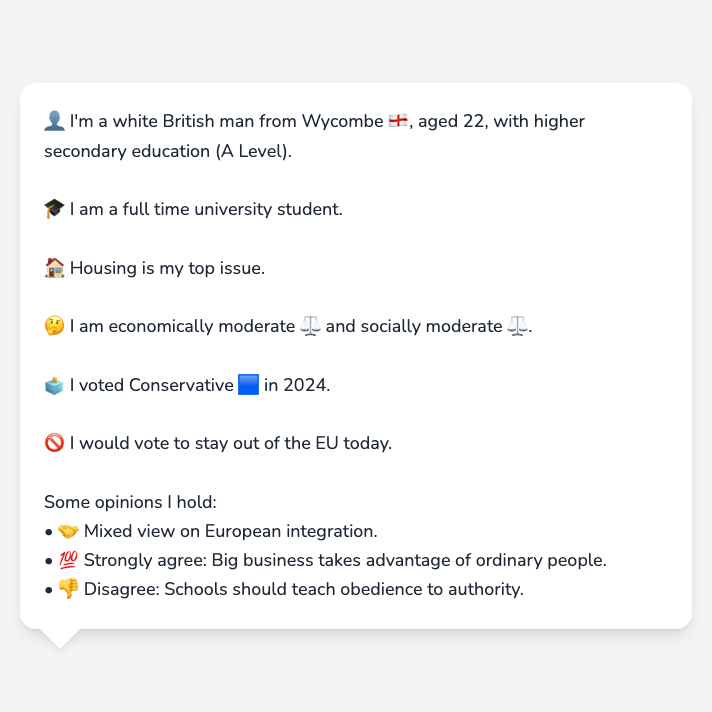 👤 I'm a white British man from Wycombe 🏴󠁧󠁢󠁥󠁮󠁧󠁿, aged 22, with higher
secondary education (A Level).
🎓 I am a full time university student.
🏠 Housing is my top issue.
🤔 I am economically moderate ⚖️ and socially moderate ⚖️.
🗳️ I voted Conservative 🟦 in 2024.
🚫 I would vote to stay out of the EU today.
Some opinions I hold:
• 🤝 Mixed view on European integration.
• 💯 Strongly agree: Big business takes advantage of ordinary people.
• 👎 Disagree: Schools should teach obedience to authority.